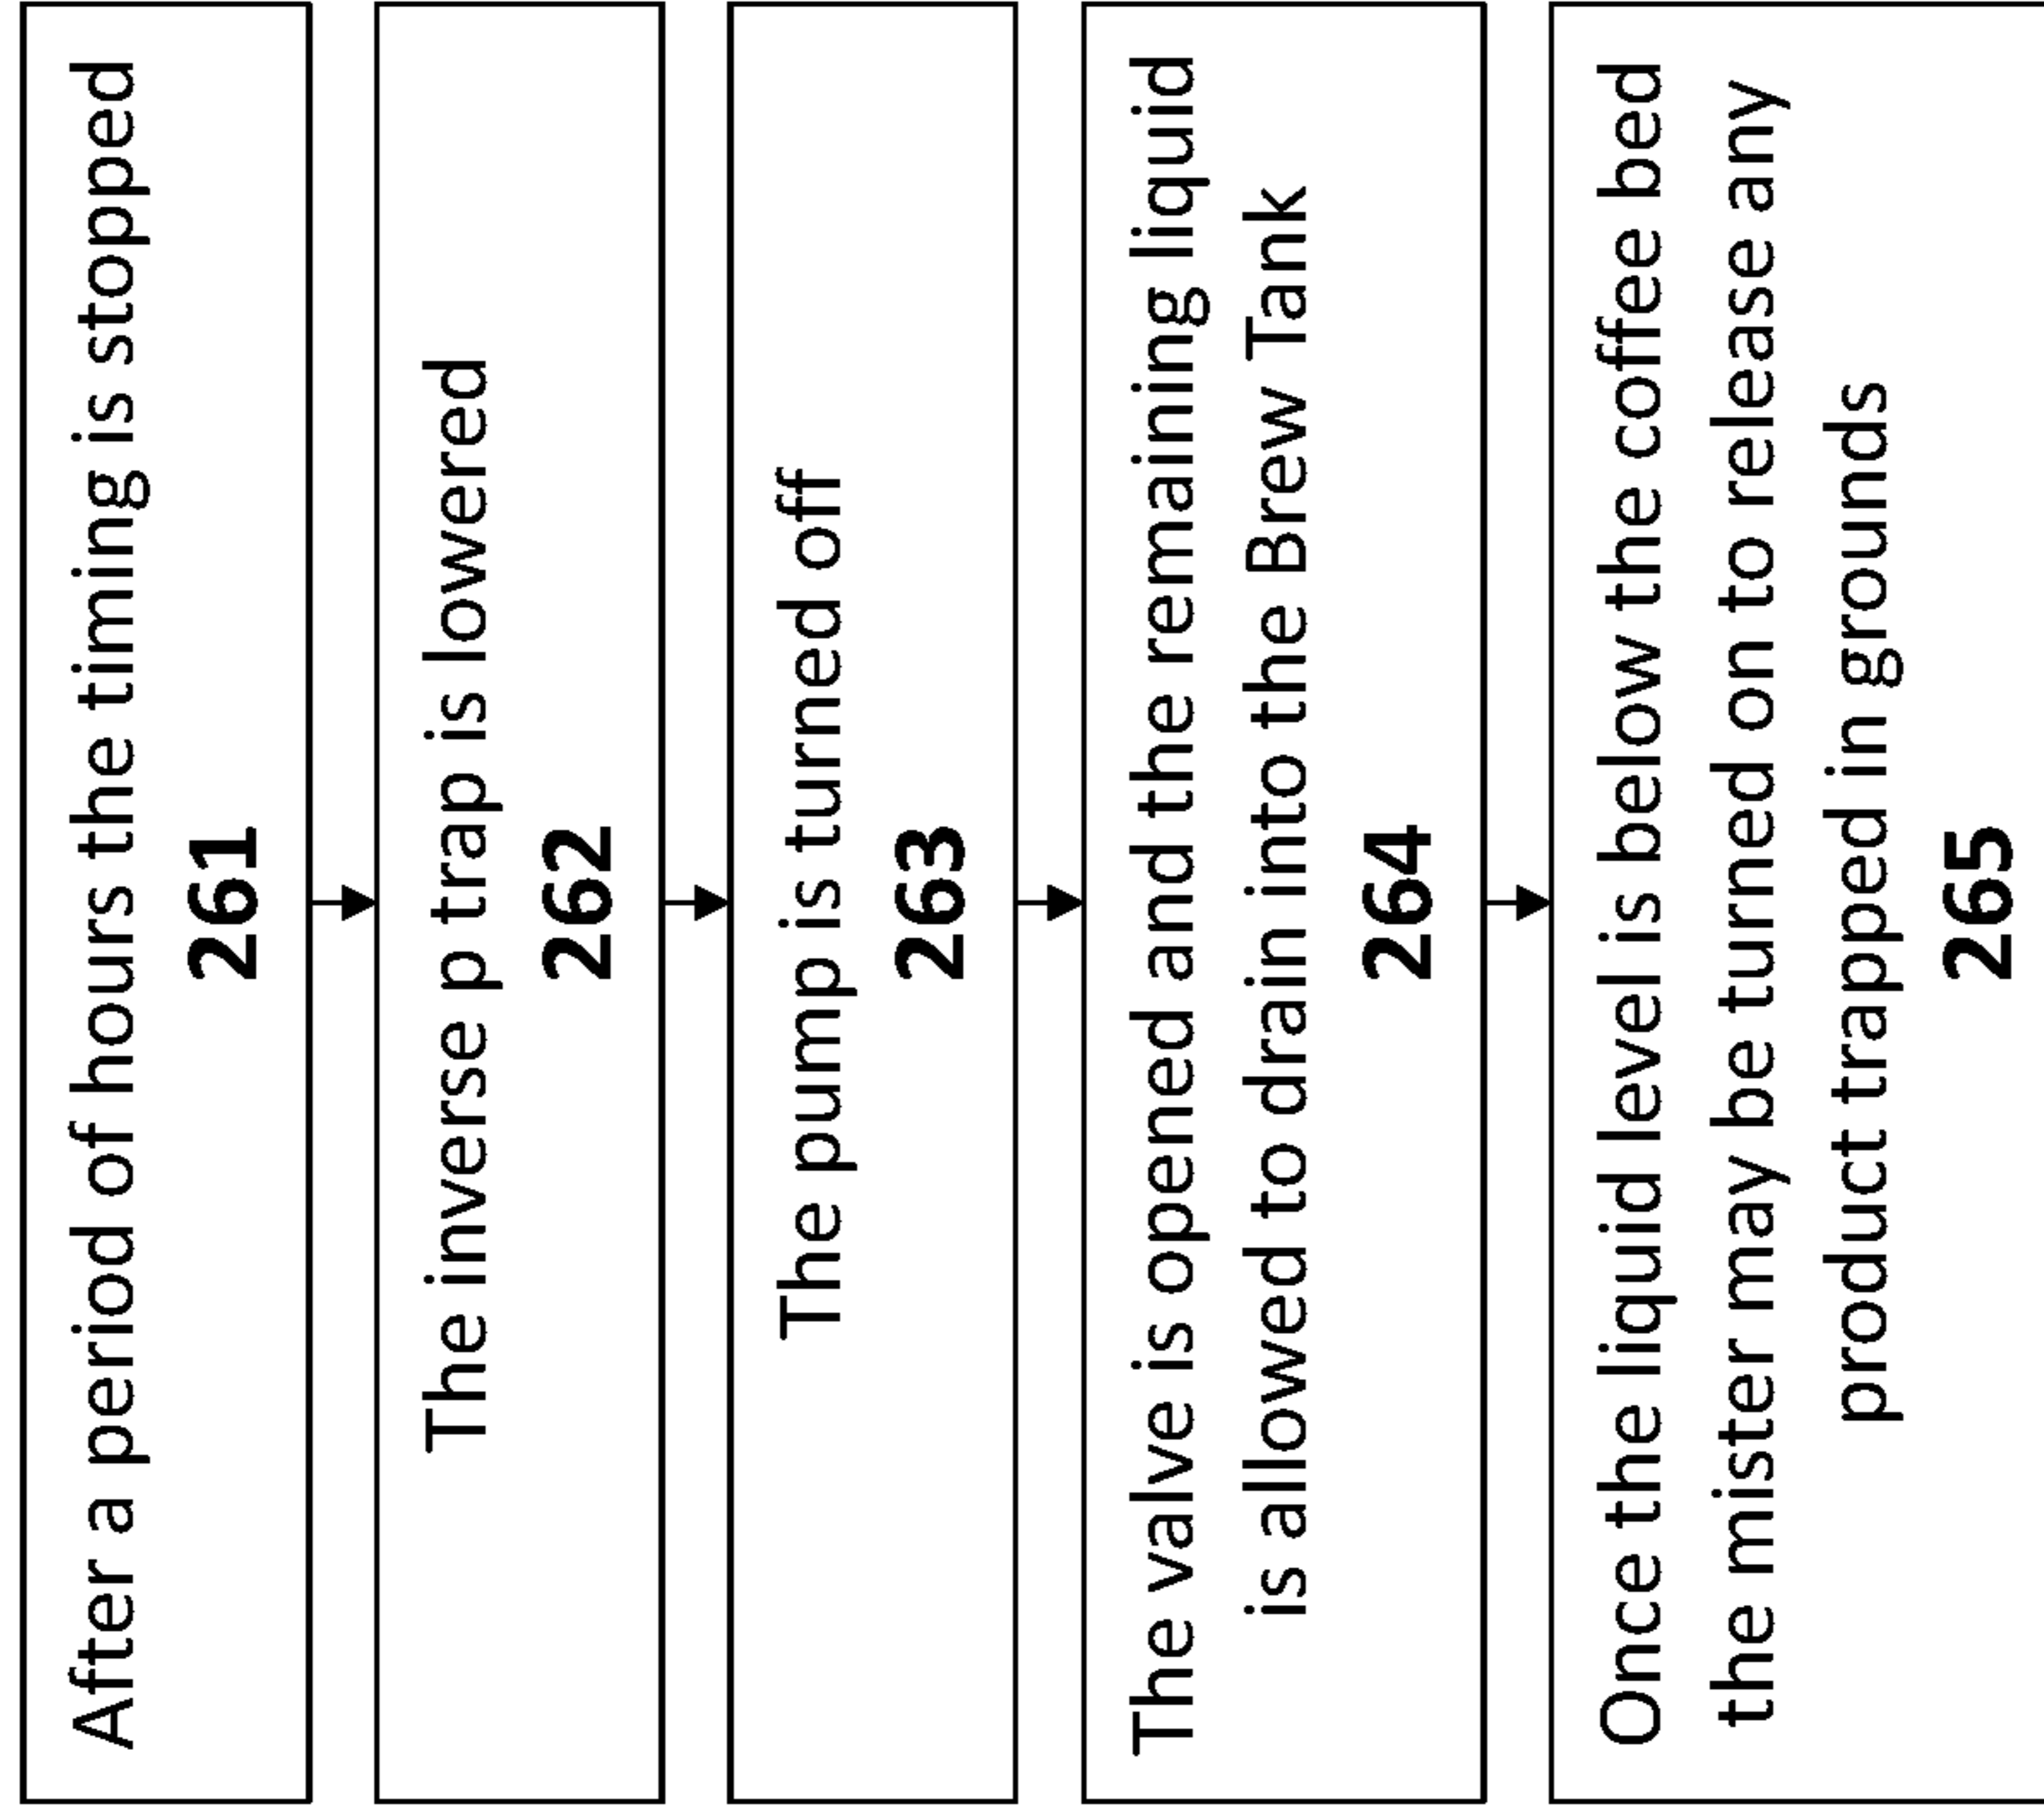 After a period of hours the timing is stopped
261
The inverse p trap is lowered
262
The pump is turned off
263
The valve is opened and the remaining liquid
is allowed to drain into the Brew Tank
264
Once the liquid level is below the coffee bed
the mister may be turned on to release any
product trapped in grounds
265